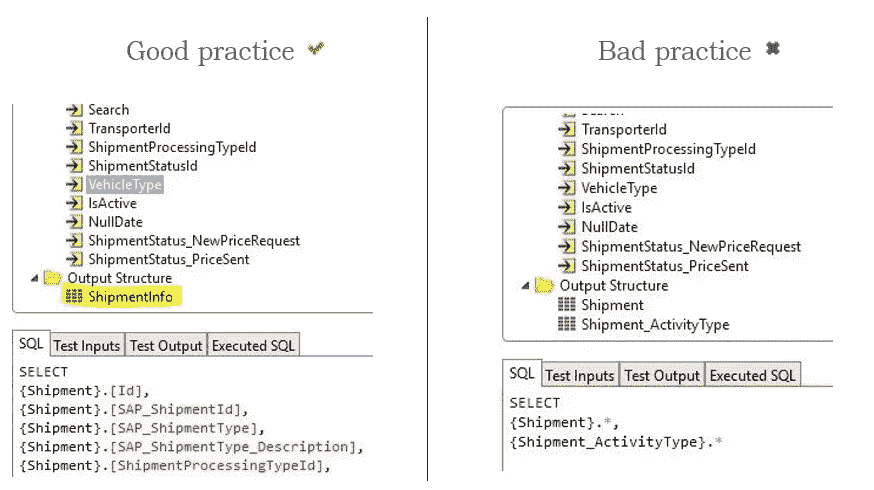 Good practice
Search
TransporterId
ShipmentProcessingTypeId
ShipmentStatusId
VehicleType
IsActive
NullDate
ShipmentStatus_NewPriceRequest
ShipmentStatus_PriceSent
Output Structure
ShipmentInfo
SQL Test Inputs Test Output Executed SQL
SELECT
{Shipment}.[Id],
{Shipment}.[SAP_ShipmentId],
{Shipment}.[SAP_ShipmentType],
{Shipment}.[SAP_ShipmentType_Description],
{Shipment}.[ShipmentProcessingTypeId],
Bad practice
TransporterId
ShipmentProcessingTypeId
ShipmentStatusId
VehicleType
IsActive
NullDate
ShipmentStatus_NewPriceRequest
ShipmentStatus_PriceSent
Output Structure
Shipment
Shipment_ActivityType
SQL Test Inputs Test Output Executed SQL
SELECT
{Shipment}.*,
{Shipment_ActivityType}.*